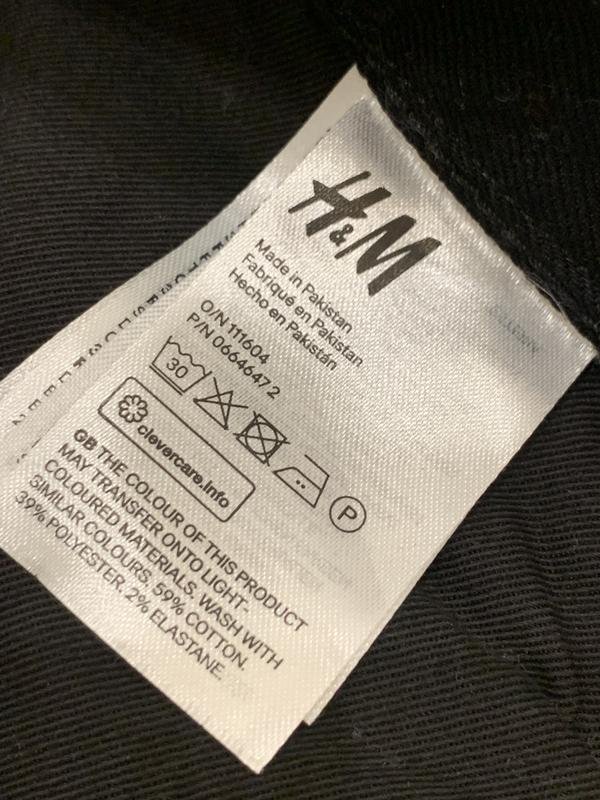 H&M
Made in Pakistan
Fabriqué en Pakistan
Hecho en Pakistán
O/N 111604
P/N 06646472
30
P
clevercare.info
GB THE COLOUR OF THIS PRODUCT
MAY TRANSFER ONTO LIGHT-
COLOURED MATERIALS. WASH WITH
SIMILAR COLOURS. 59% COTTON.
39% POLYESTER. 2% ELASTANE.